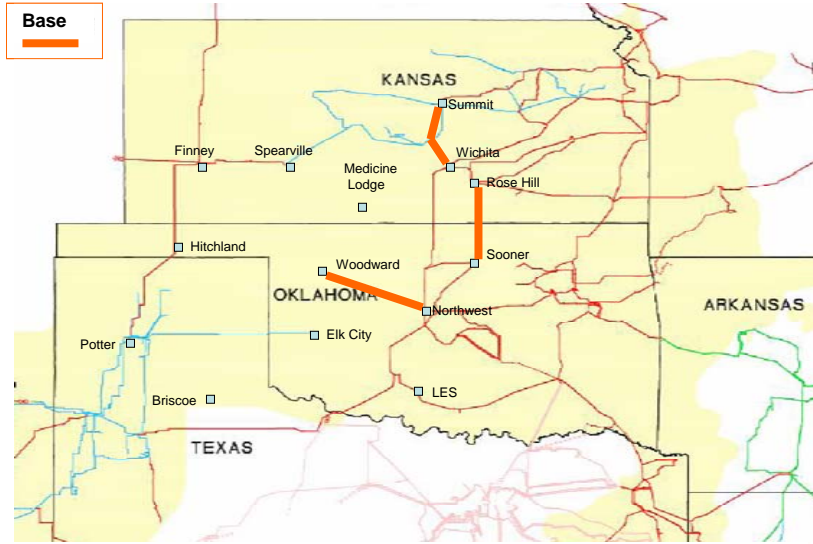 Base
KANSAS
Summit
Finney
Spearville
Wichita
Medicine
Lodge
Rose Hill
Hitchland
Woodward
Sooner
OKLAHOMA
Northwest
ARKANSAS
Potter
Elk City
Briscoe
LES
TEXAS